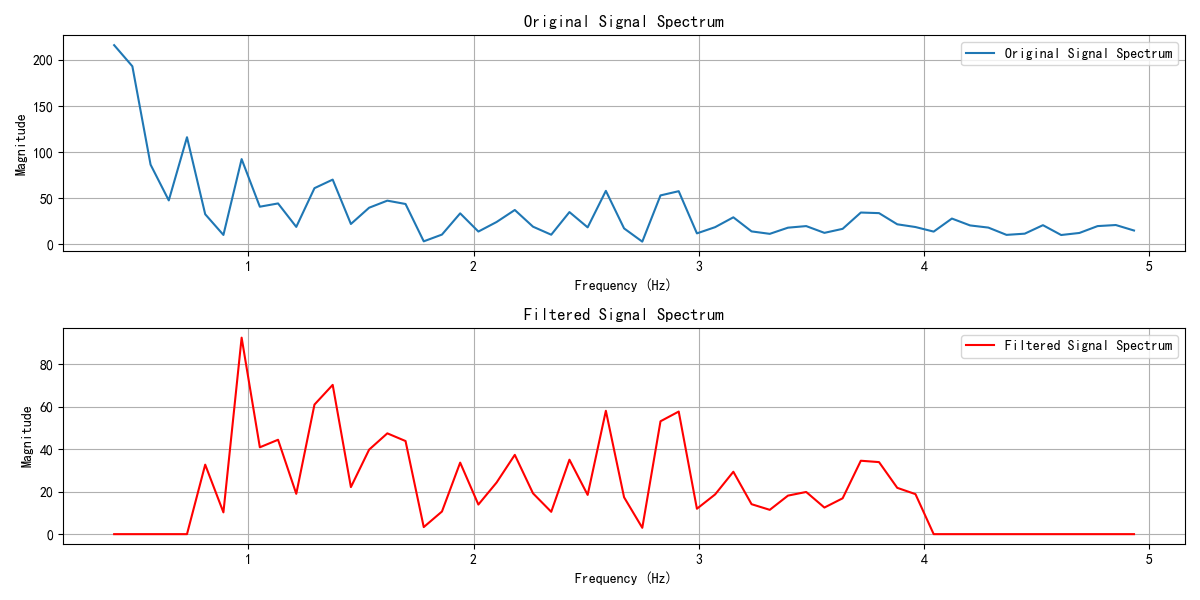 Original Signal Spectrum
Original Signal Spectrum
200
150
100
50
0
Magnitude
1 2 3 4 5
Frequency (Hz)
Filtered Signal Spectrum
Filtered Signal Spectrum
80
60
40
20
0
Magnitude
1 2 3 4 5
Frequency (Hz)